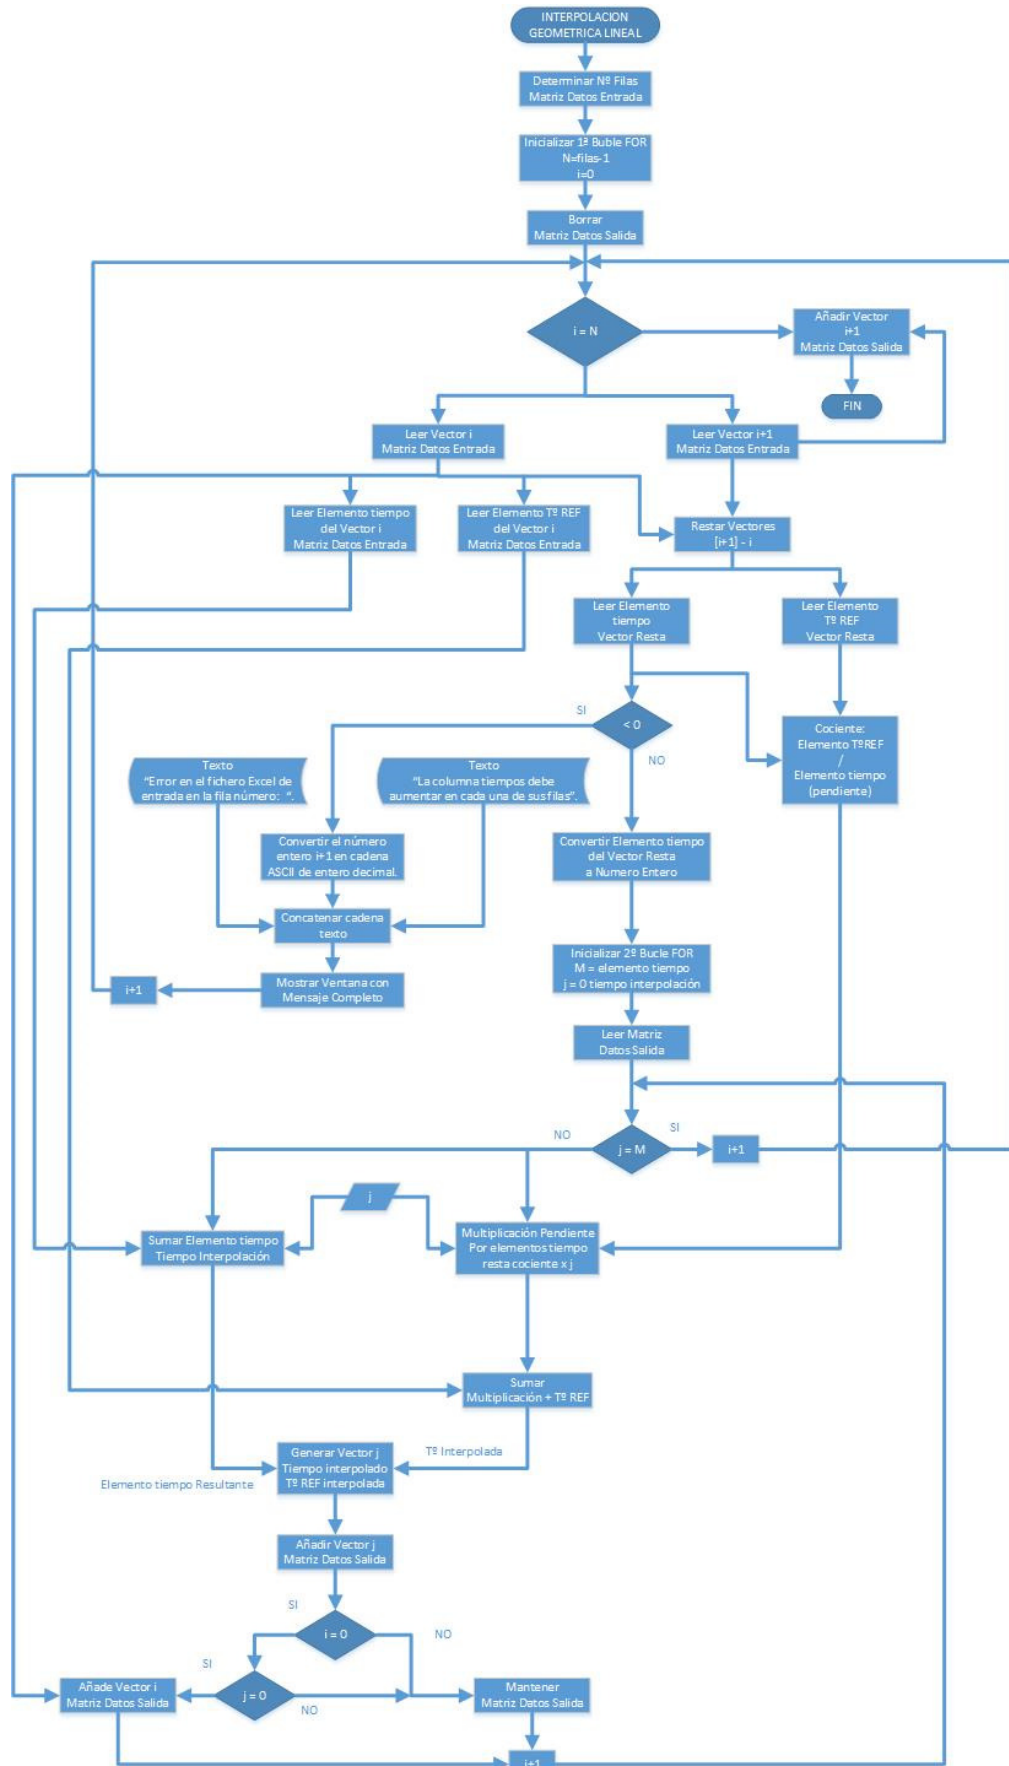 INTERPOLACION
GEOMETRICA LINEAL
Determinar Nº Filas
Matriz Datos Entrada
Inicializar 1ª Buble FOR
N=filas-1
i=0
Borrar
Matriz Datos Salida
i = N
Añadir Vector
i+1
Matriz Datos Salida
FIN
Leer Vector i
Matriz Datos Entrada
Leer Vector i+1
Matriz Datos Entrada
Leer Elemento tiempo
del Vector i
Matriz Datos Entrada
Leer Elemento Tº REF
del Vector i
Matriz Datos Entrada
Restar Vectores
[i+1] - i
Leer Elemento
tiempo
Vector Resta
Leer Elemento
Tº REF
Vector Resta
SI
< 0
NO
Cociente:
Elemento TºREF
/
Elemento tiempo
(pendiente)
Texto
“Error en el fichero Excel de
entrada en la fila número:  “.
Texto
“La columna tiempos debe
aumentar en cada una de sus filas”.
Convertir el número
entero i+1 en cadena
ASCII de entero decimal.
Convertir Elemento tiempo
del Vector Resta
a Numero Entero
Concatenar cadena
texto
Inicializar 2º Bucle FOR
M = elemento tiempo
j = 0 tiempo interpolación
i+1
Mostrar Ventana con
Mensaje Completo
Leer Matriz
Datos Salida
NO
j = M
SI
i+1
j
Sumar Elemento tiempo
Tiempo Interpolación
Multiplicación Pendiente
Por elementos tiempo
resta cociente x j
Sumar
Multiplicación + Tº REF
Generar Vector j
Tiempo interpolado
Tº REF interpolada
Tº Interpolada
Elemento tiempo Resultante
Añadir Vector j
Matriz Datos Salida
SI
i = 0
NO
SI
j = 0
NO
Añade Vector i
Matriz Datos Salida
Mantener
Matriz Datos Salida